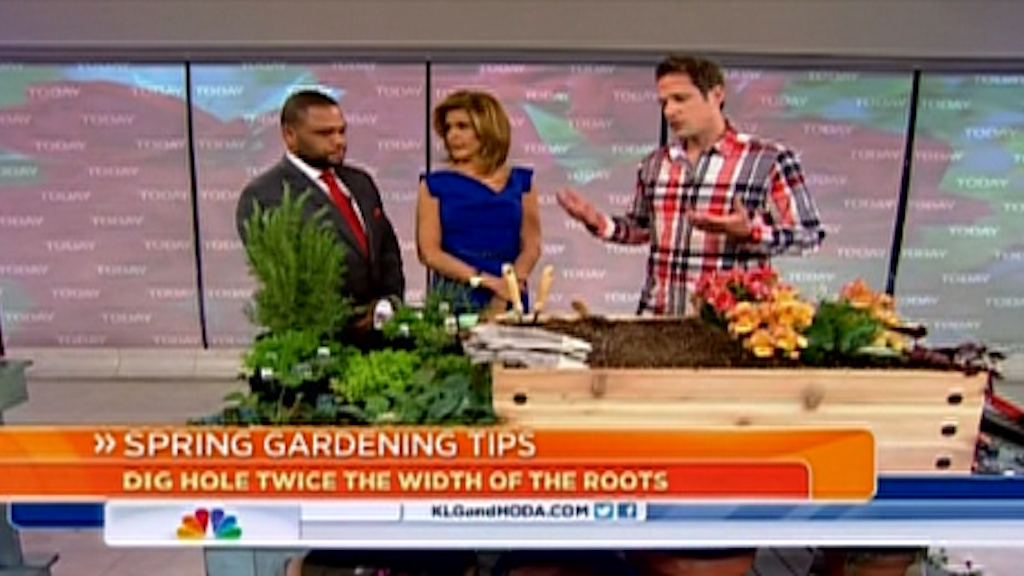 TODAY
» SPRING GARDENING TIPS
DIG HOLE TWICE THE WIDTH OF THE ROOTS
KLGandHODA.COM